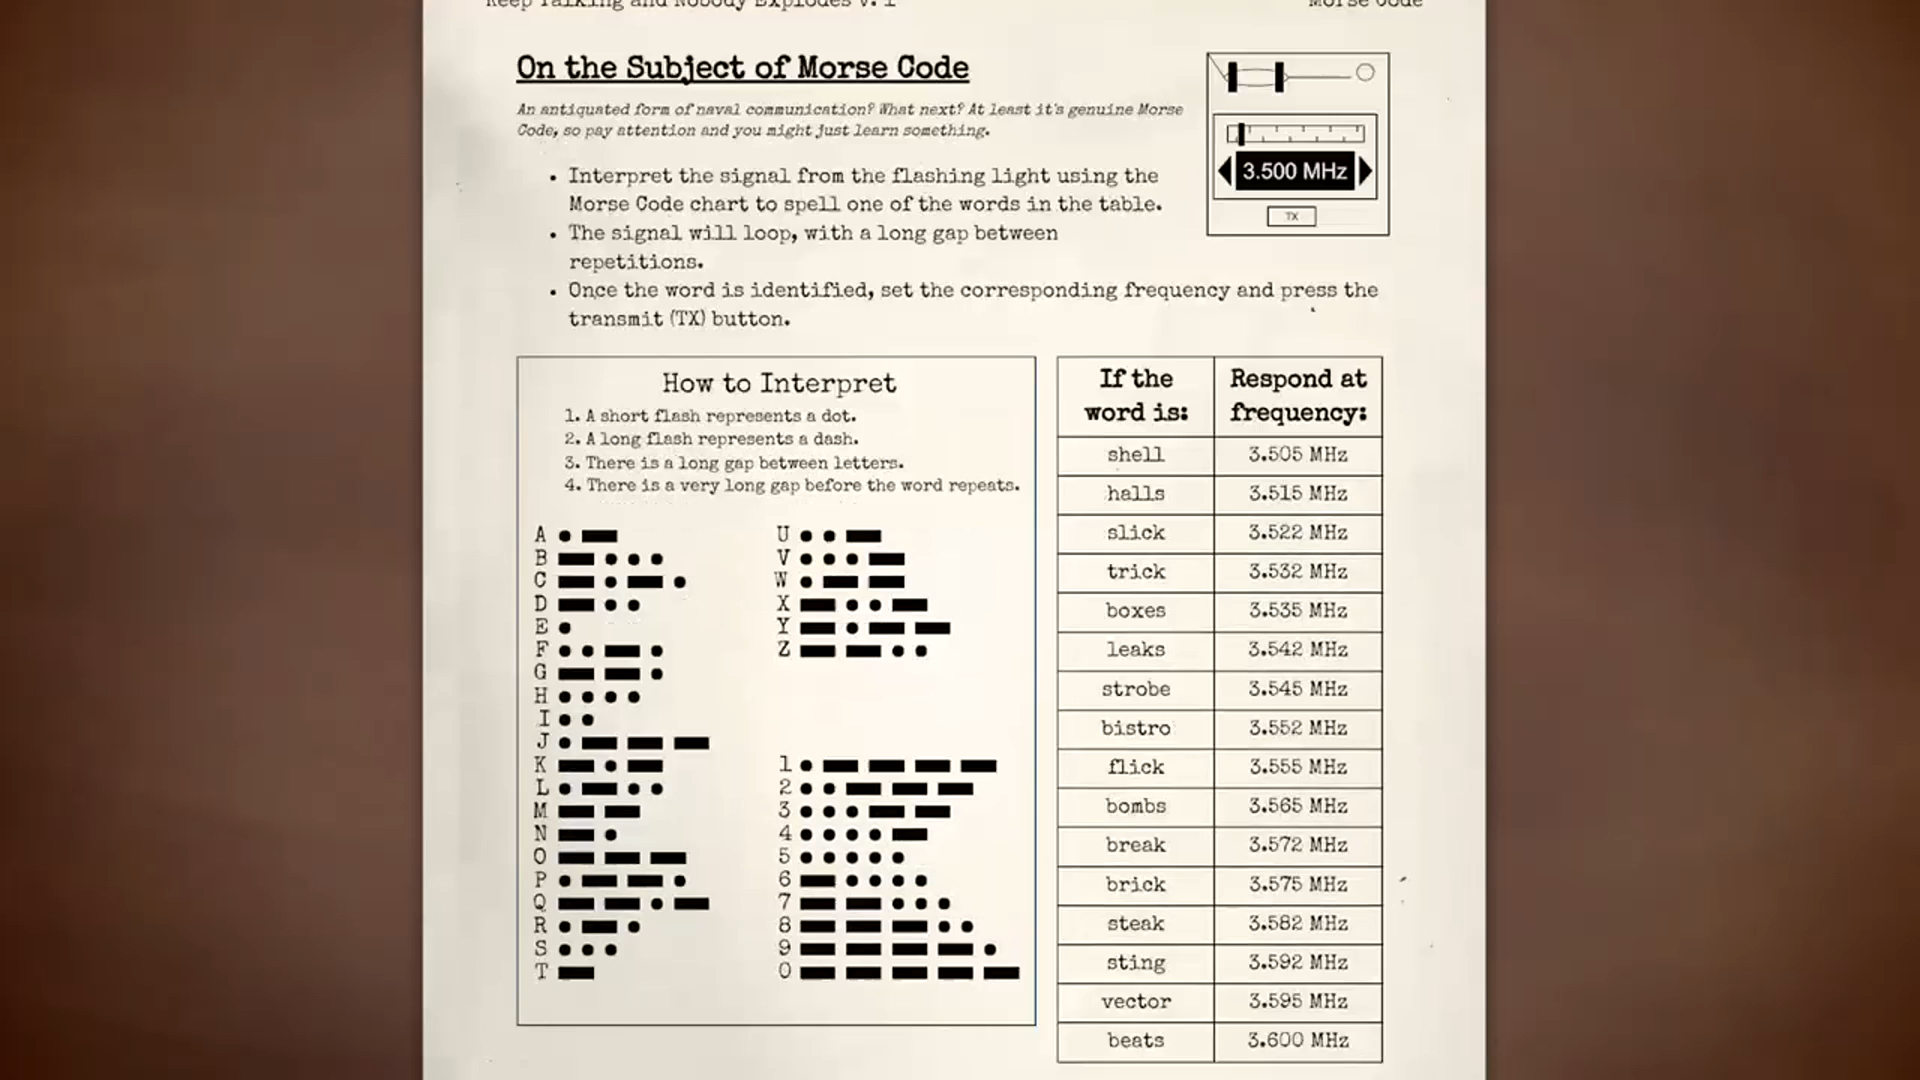 Keep Talking and Nobody Explodes v. 1
Morse Code
On the Subject of Morse Code
An antiquated form of naval communication? What next? At least it's genuine Morse
Code, so pay attention and you might just learn something.
3.500 MHz
TX
• Interpret the signal from the flashing light using the
Morse Code chart to spell one of the words in the table.
• The signal will loop, with a long gap between
repetitions.
• Once the word is identified, set the corresponding frequency and press the
transmit (TX) button.
How to Interpret
1. A short flash represents a dot.
2. A long flash represents a dash.
3. There is a long gap between letters.
4. There is a very long gap before the word repeats.
A
B
C
D
E
F
G
H
I
J
K
L
M
N
O
P
Q
R
S
T
U
V
W
X
Y
Z
1
2
3
4
5
6
7
8
9
0
If the word is: Respond at frequency:
shell 3.505 MHz
halls 3.515 MHz
slick 3.522 MHz
trick 3.532 MHz
boxes 3.535 MHz
leaks 3.542 MHz
strobe 3.545 MHz
bistro 3.552 MHz
flick 3.555 MHz
bombs 3.565 MHz
break 3.572 MHz
brick 3.575 MHz
steak 3.582 MHz
sting 3.592 MHz
vector 3.595 MHz
beats 3.600 MHz